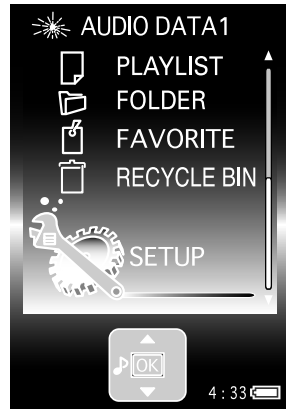 AUDIO DATA1
PLAYLIST
FOLDER
FAVORITE
RECYCLE BIN
SETUP
OK
4:33